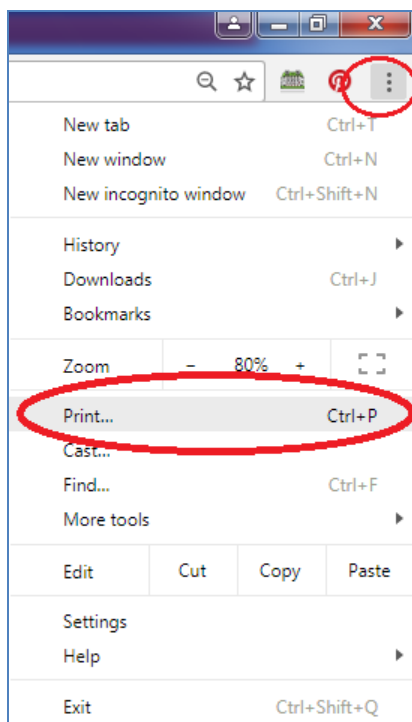 New tab Ctrl+T
New window Ctrl+N
New incognito window Ctrl+Shift+N
History
Downloads Ctrl+J
Bookmarks
Zoom − 80% +
Print... Ctrl+P
Cast...
Find... Ctrl+F
More tools
Edit Cut Copy Paste
Settings
Help
Exit Ctrl+Shift+Q